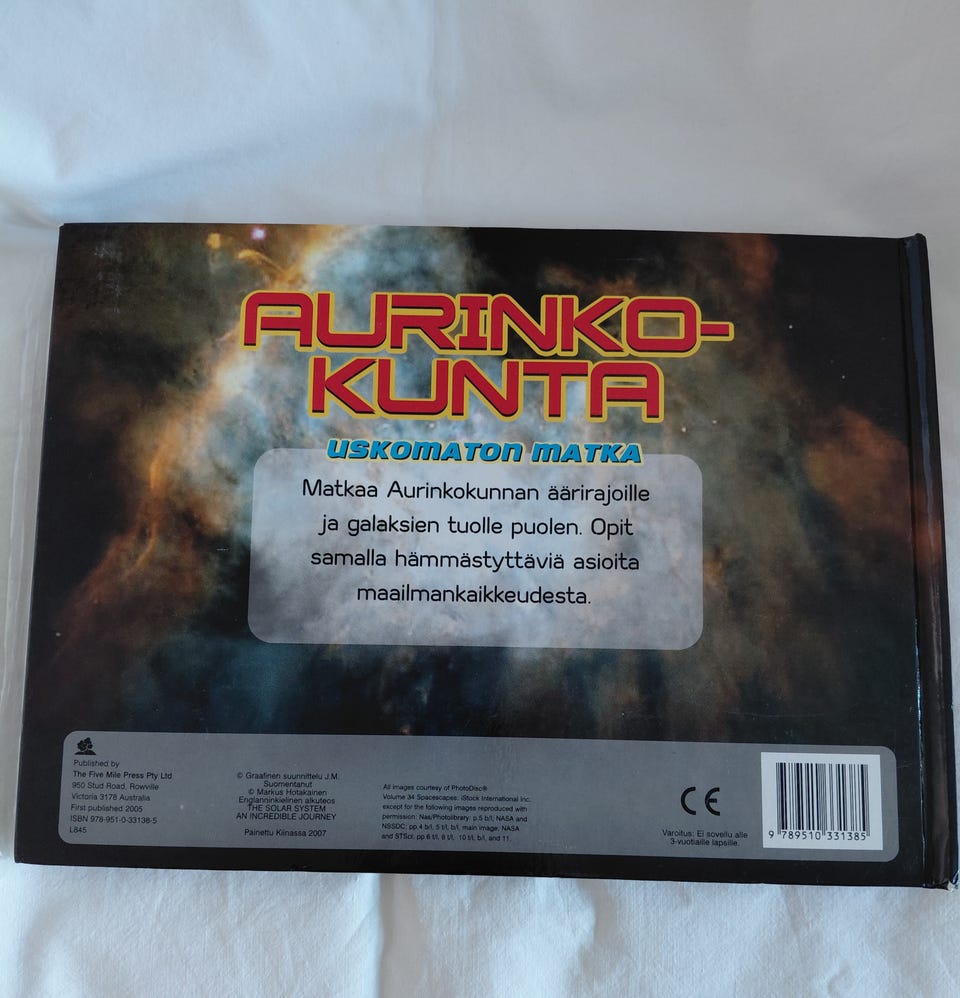 AURINKO-
KUNTA
USKOMATON MATKA
Matkaa Aurinkokunnan äärirajoille
ja galaksien tuolle puolen. Opit
samalla hämmästyttäviä asioita
maailmankaikkeudesta.
Published by
The Five Mile Press Pty Ltd
950 Stud Road, Rowville
Victoria 3178 Australia
First published 2005
ISBN 978-951-0-33138-5
L845
© Graafinen suunnittelu J.M.
Suomentanut
© Markus Hotakainen
Englanninkielinen alkuteos
THE SOLAR SYSTEM
AN INCREDIBLE JOURNEY
Painettu Kiinassa 2007
All images courtesy of PhotoDisc®
Volume 34 Spacescapes; iStock International Inc.
except for the following images reproduced with
permission: Nas/Photolibrary: p.5 b/l; NASA and
NSSDC: pp.4 b/l, 5 t/l, b/l, main image, NASA
and STScI, pp.6 t/l, 8 t/l, 10 t/l, b/l, and 11.
CE
Varoitus: Ei sovellu alle
3-vuotiaille lapsille.
9 789510 331385